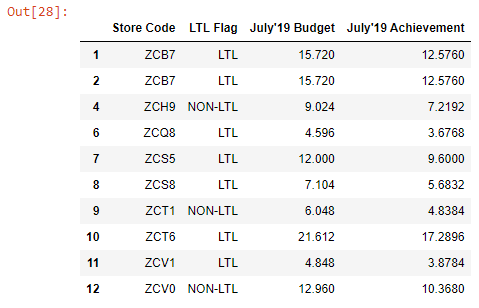 Out[28]:
Store Code LTL Flag July'19 Budget July'19 Achievement
1 ZCB7 LTL 15.720 12.5760
2 ZCB7 LTL 15.720 12.5760
4 ZCH9 NON-LTL 9.024 7.2192
6 ZCQ8 LTL 4.596 3.6768
7 ZCS5 LTL 12.000 9.6000
8 ZCS8 LTL 7.104 5.6832
9 ZCT1 NON-LTL 6.048 4.8384
10 ZCT6 LTL 21.612 17.2896
11 ZCV1 LTL 4.848 3.8784
12 ZCV0 NON-LTL 12.960 10.3680